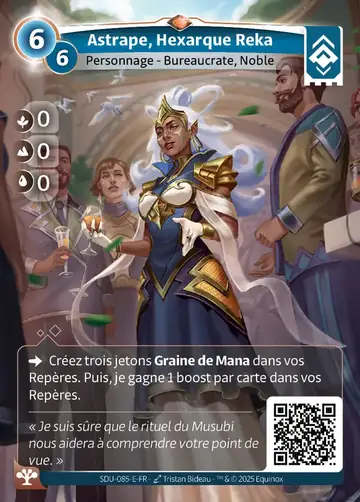 6
6
Astrape, Hexarque Reka
Personnage - Bureaucrate, Noble
0
0
0
Créez trois jetons Graine de Mana dans vos
Repères. Puis, je gagne 1 boost par carte dans vos
Repères.
« Je suis sûre que le rituel du Musubi
nous aidera à comprendre votre point de
vue. »
SDU-085-E-FR - Tristan Bideau - ™ & © 2025 Equinox